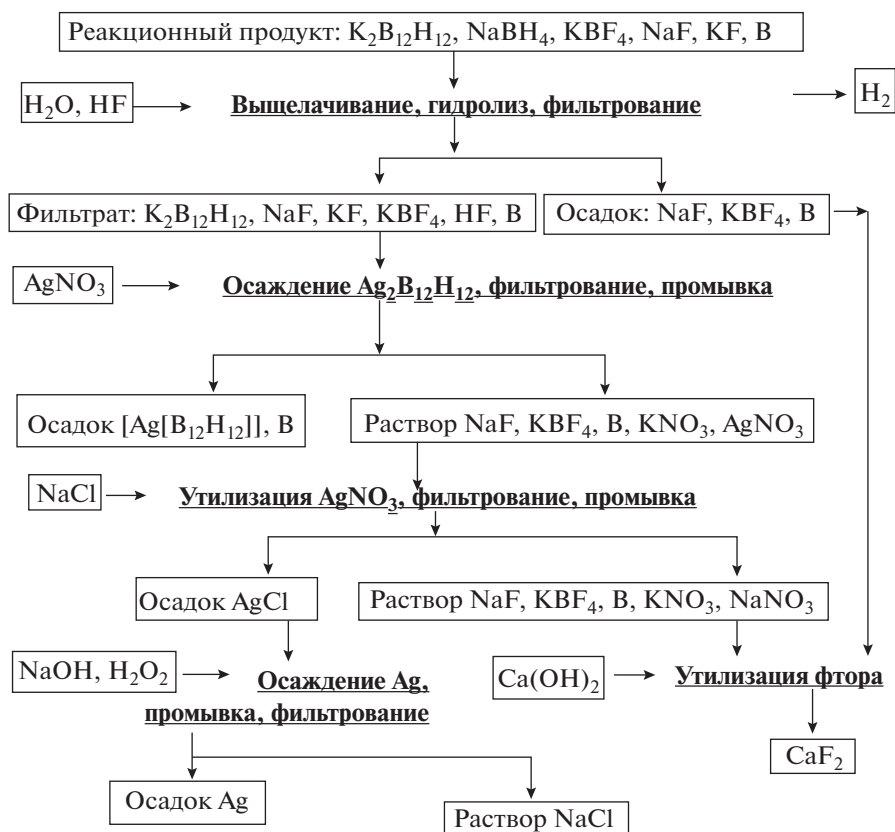 Реакционный продукт: K₂B₁₂H₁₂, NaBH₄, KBF₄, NaF, KF, B
H₂O, HF
Выщелачивание, гидролиз, фильтрование
H₂
Фильтрат: K₂B₁₂H₁₂, NaF, KF, KBF₄, HF, B
Осадок: NaF, KBF₄, B
AgNO₃
Осаждение Ag₂B₁₂H₁₂, фильтрование, промывка
Осадок [Ag[B₁₂H₁₂]], B
Раствор NaF, KBF₄, B, KNO₃, AgNO₃
NaCl
Утилизация AgNO₃, фильтрование, промывка
Осадок AgCl
Раствор NaF, KBF₄, B, KNO₃, NaNO₃
NaOH, H₂O₂
Осаждение Ag,
промывка, фильтрование
Ca(OH)₂
Утилизация фтора
CaF₂
Осадок Ag
Раствор NaCl